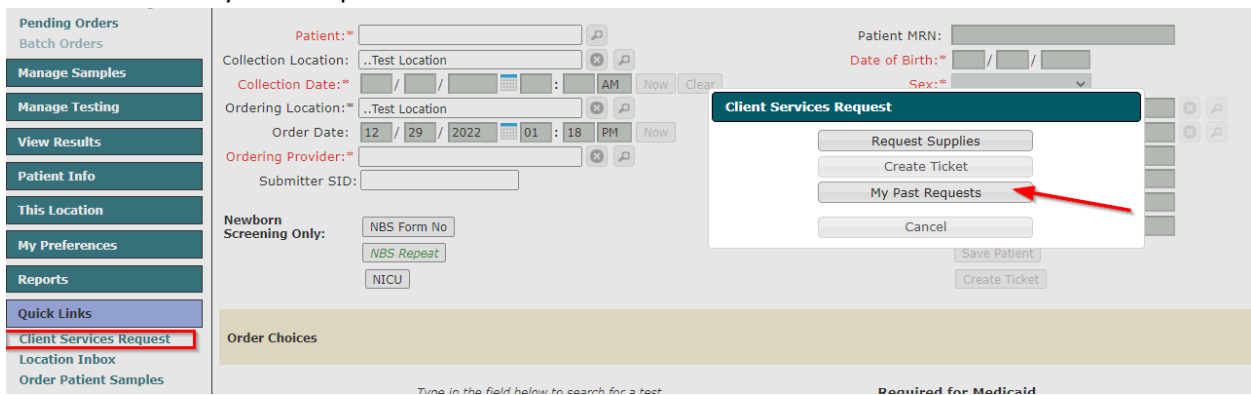 Pending Orders
Batch Orders
Manage Samples
Manage Testing
View Results
Patient Info
This Location
My Preferences
Reports
Quick Links
Client Services Request
Location Inbox
Order Patient Samples
Patient:*
Collection Location: ..Test Location
Collection Date:* / / : AM Now Clear
Ordering Location:* ..Test Location
Order Date: 12 / 29 / 2022 01 : 18 PM Now
Ordering Provider:*
Submitter SID:
Newborn
Screening Only:
NBS Form No
NBS Repeat
NICU
Patient MRN:
Date of Birth:* / /
Sex:*
Client Services Request
Request Supplies
Create Ticket
My Past Requests
Cancel
Save Patient
Create Ticket
Order Choices
Type in the field below to search for a test
Required for Medicaid